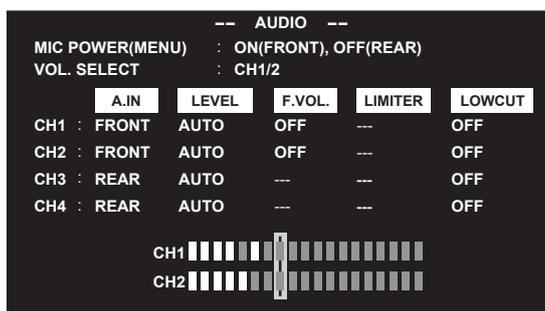 -- AUDIO --
MIC POWER(MENU) : ON(FRONT), OFF(REAR)
VOL. SELECT : CH1/2
A.IN LEVEL F.VOL. LIMITER LOWCUT
CH1 : FRONT AUTO OFF --- OFF
CH2 : FRONT AUTO OFF --- OFF
CH3 : REAR AUTO --- --- OFF
CH4 : REAR AUTO --- --- OFF
CH1
CH2